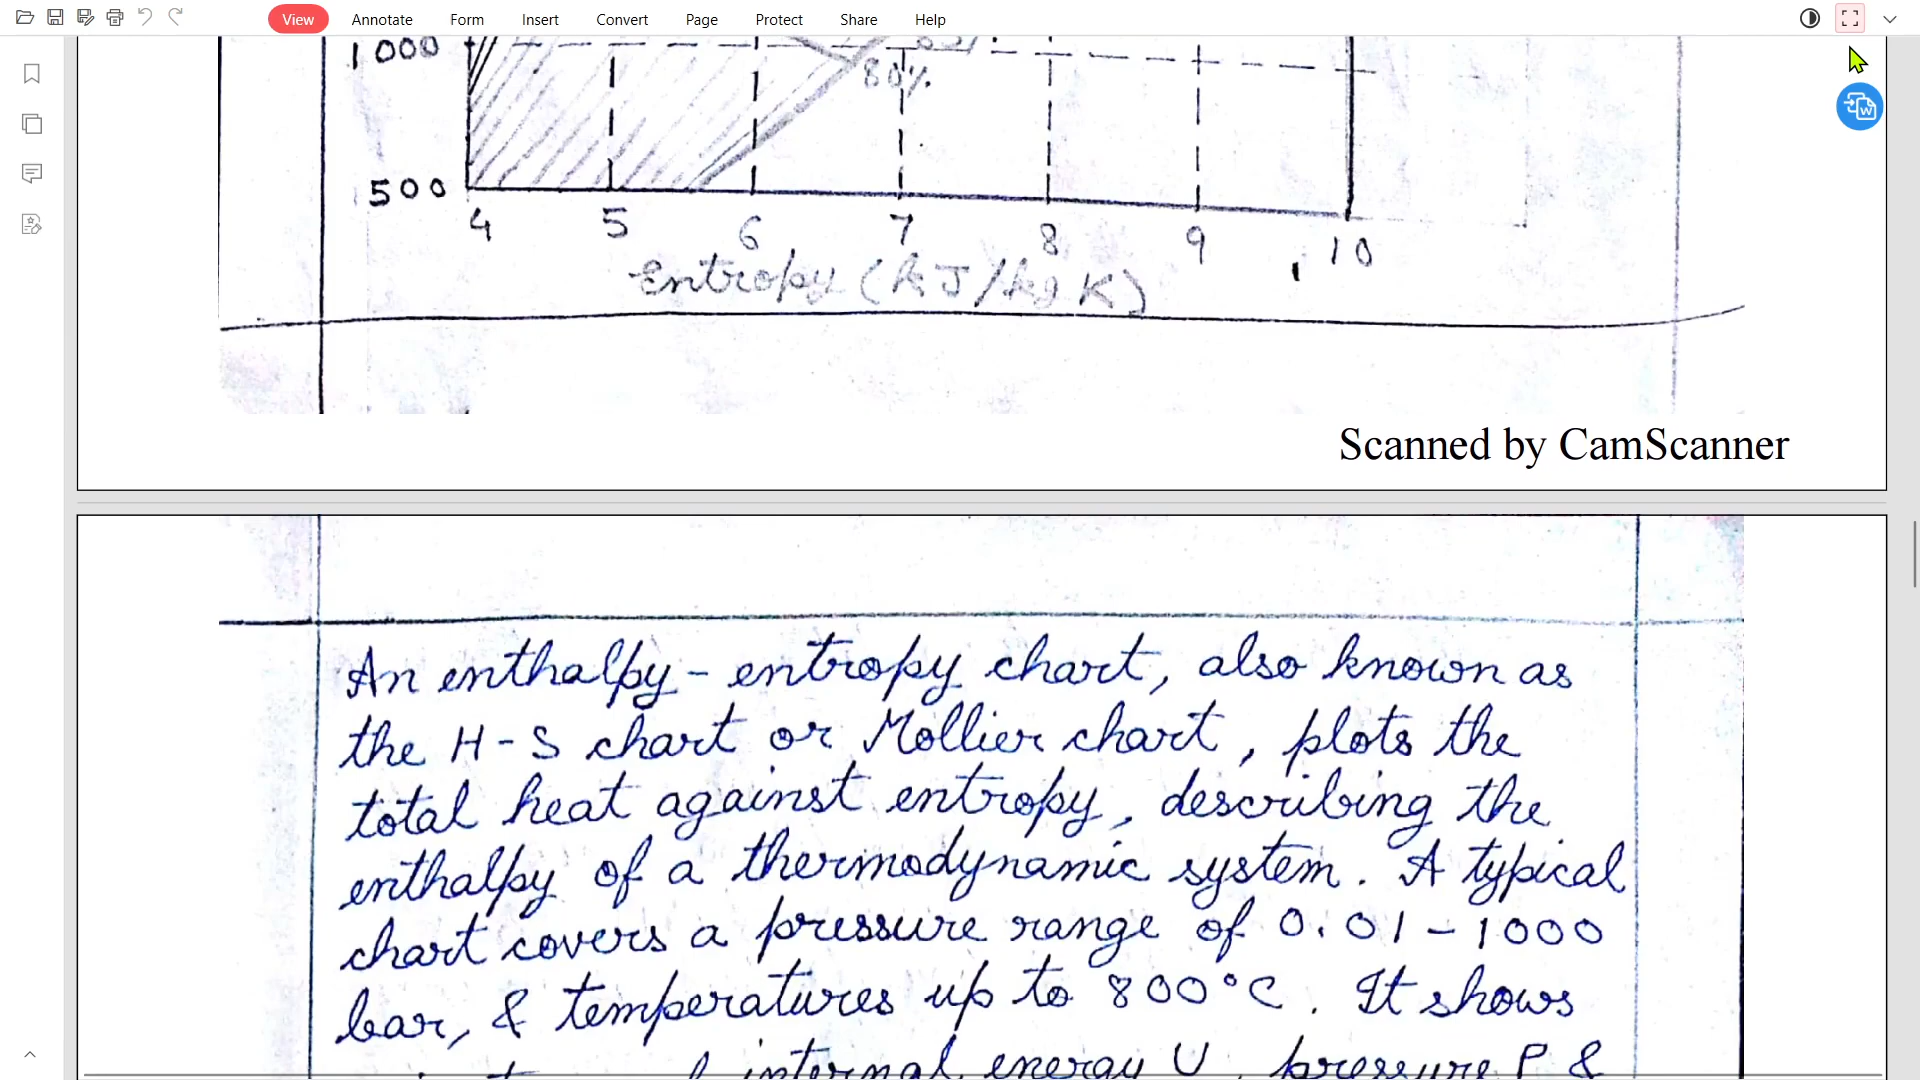 View Annotate Form Insert Convert Page Protect Share Help
1000
80%
500
4 5 6 7 8 9 10
Entropy (kJ/kg K)
Scanned by CamScanner
An enthalpy - entropy chart, also known as
the H-S chart or Mollier chart, plots the
total heat against entropy, describing the
enthalpy of a thermodynamic system. A typical
chart covers a pressure range of 0.01 - 1000
bar, & temperatures up to 800°C. It shows
internal energy U, pressure P &